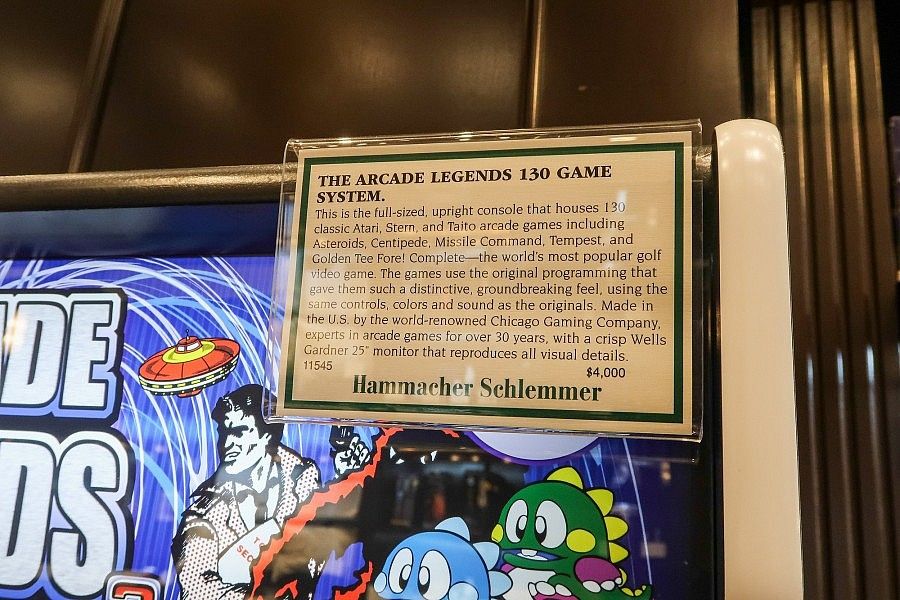 THE ARCADE LEGENDS 130 GAME
SYSTEM.
This is the full-sized, upright console that houses 130
classic Atari, Stern, and Taito arcade games including
Asteroids, Centipede, Missile Command, Tempest, and
Golden Tee Fore! Complete—the world's most popular golf
video game. The games use the original programming that
gave them such a distinctive, groundbreaking feel, using the
same controls, colors and sound as the originals. Made in
the U.S. by the world-renowned Chicago Gaming Company,
experts in arcade games for over 30 years, with a crisp Wells
Gardner 25" monitor that reproduces all visual details.
11545 $4,000
Hammacher Schlemmer
DE
DS